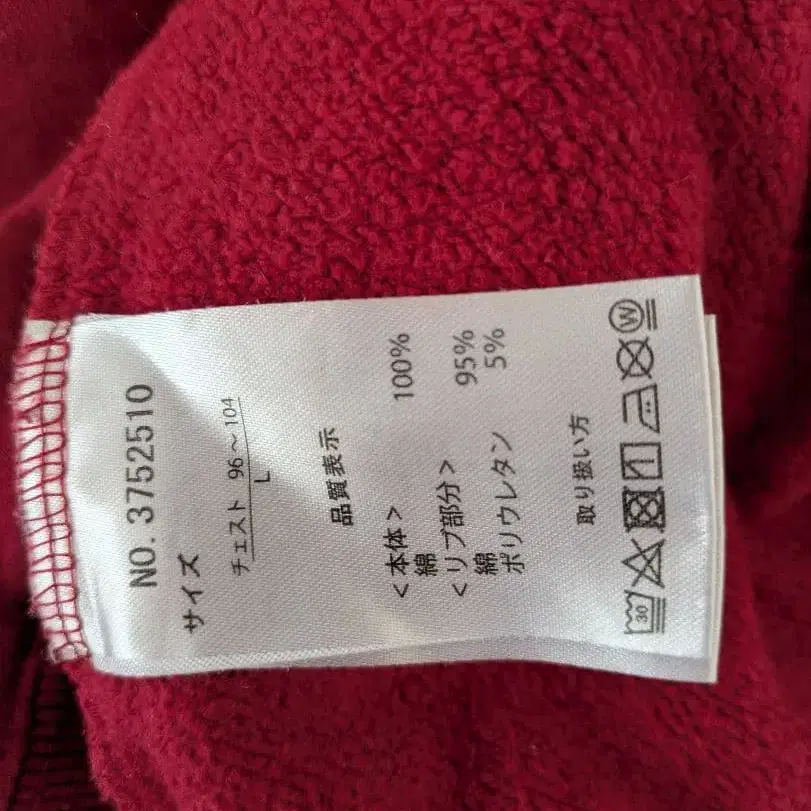 NO. 3752510
サイズ
チェスト 96～104
L
品質表示
＜本体＞
綿 100%
＜リブ部分＞
綿 95%
ポリウレタン 5%
取り扱い方
30
W